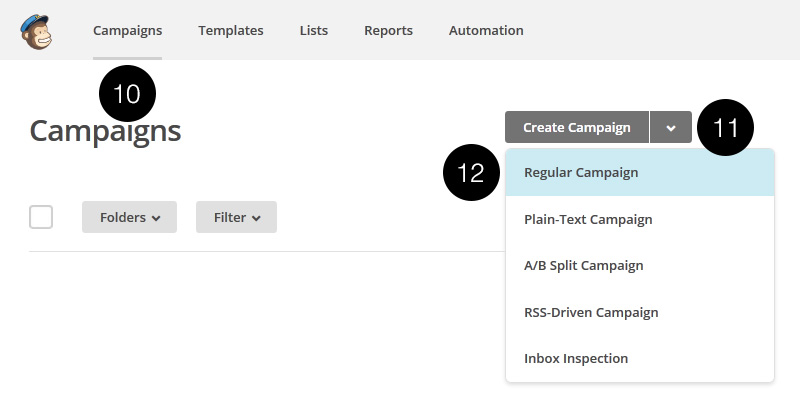 Campaigns Templates Lists Reports Automation
10
Campaigns
Create Campaign
11
12
Regular Campaign
Plain-Text Campaign
A/B Split Campaign
RSS-Driven Campaign
Inbox Inspection
Folders Filter